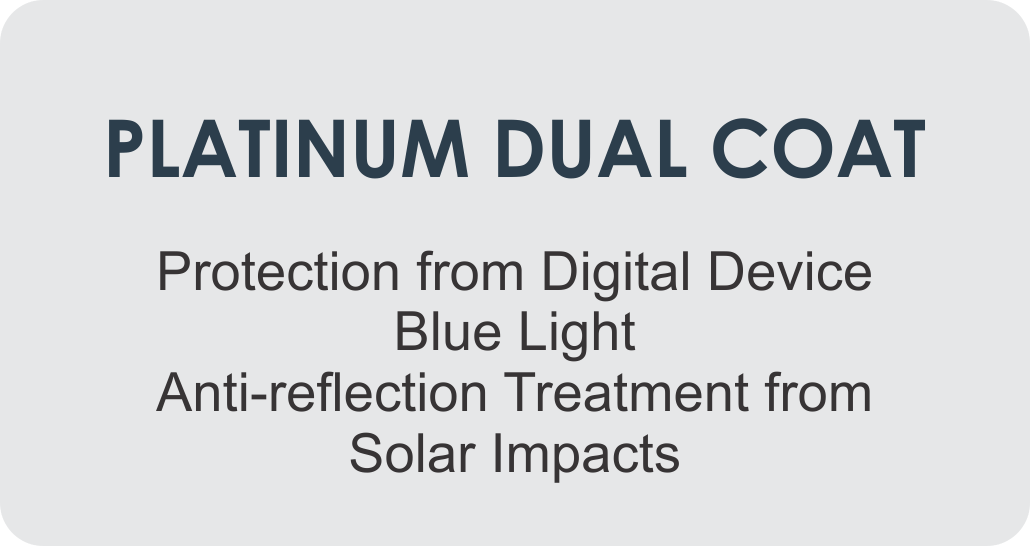 PLATINUM DUAL COAT
Protection from Digital Device
Blue Light
Anti-reflection Treatment from
Solar Impacts